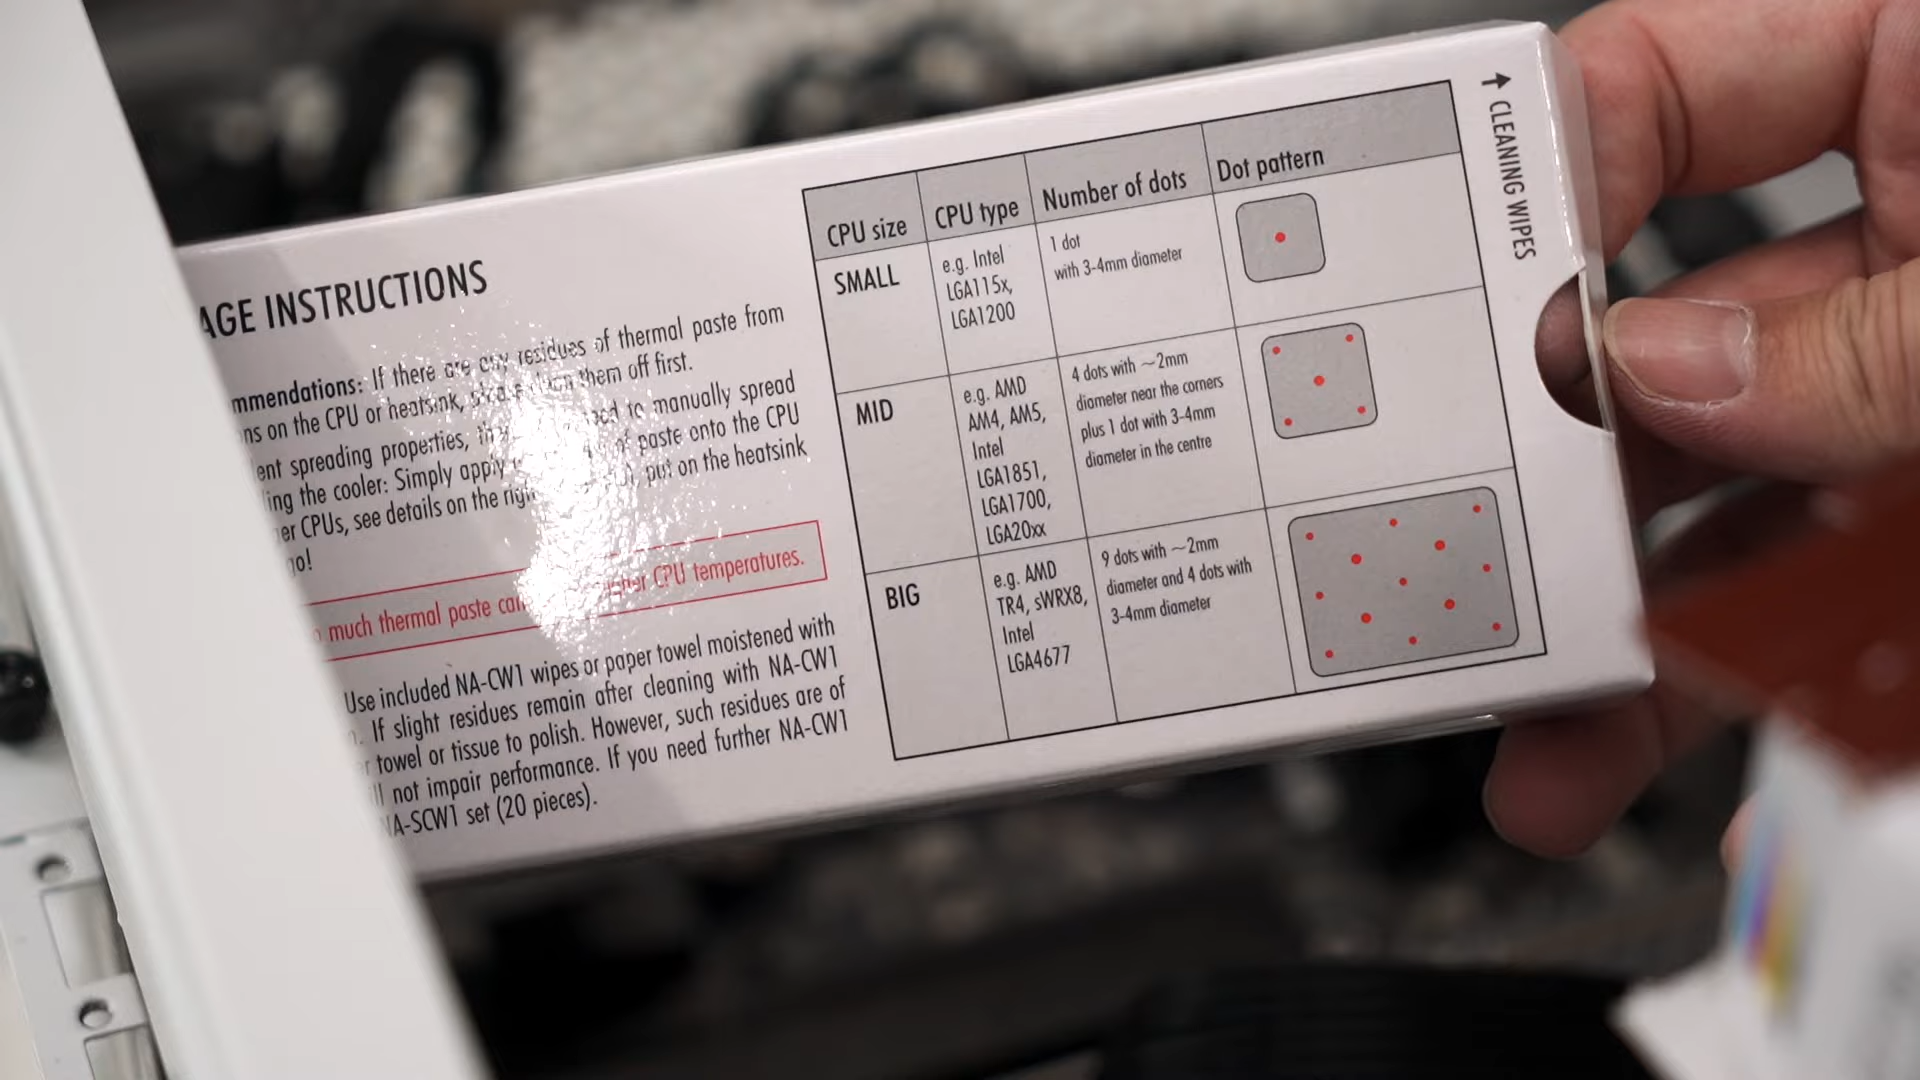 AGE INSTRUCTIONS
mmendations: If there are any residues of thermal paste from
ns on the CPU or heatsink, please clean them off first.
ent spreading properties, to manually spread
ing the cooler: Simply apply of paste onto the CPU
er CPUs, see details on the right put on the heatsink
go!
much thermal paste can CPU temperatures.
Use included NA-CW1 wipes or paper towel moistened with
. If slight residues remain after cleaning with NA-CW1
towel or tissue to polish. However, such residues are of
not impair performance. If you need further NA-CW1
NA-SCW1 set (20 pieces).
CPU size
CPU type
Number of dots
Dot pattern
SMALL
e.g. Intel
LGA115x,
LGA1200
1 dot
with 3-4mm diameter
MID
e.g. AMD
AM4, AM5,
Intel
LGA1851,
LGA1700,
LGA20xx
4 dots with ~2mm
diameter near the corners
plus 1 dot with 3-4mm
diameter in the centre
BIG
e.g. AMD
TR4, sWRX8,
Intel
LGA4677
9 dots with ~2mm
diameter and 4 dots with
3-4mm diameter
↑ CLEANING WIPES